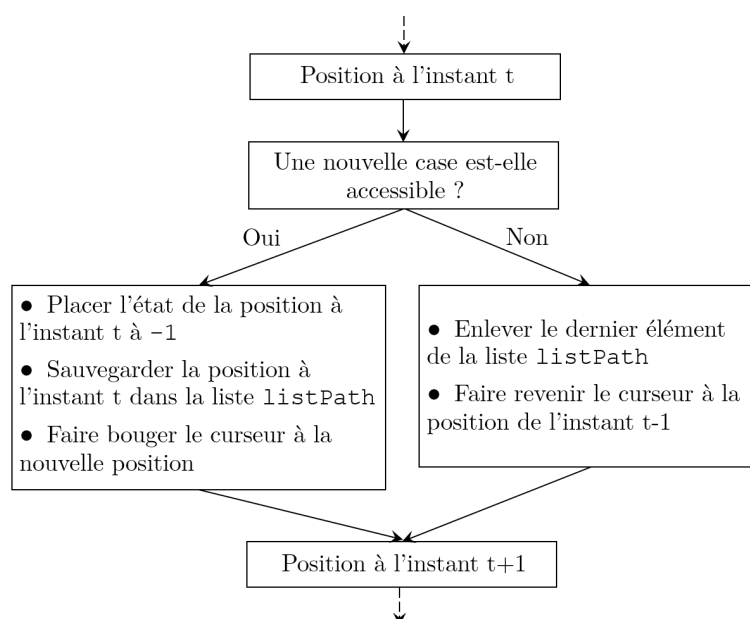 Position à l'instant t
Une nouvelle case est-elle
accessible ?
Oui
Non
● Placer l'état de la position à
l'instant t à -1
● Sauvegarder la position à
l'instant t dans la liste listPath
● Faire bouger le curseur à la
nouvelle position
● Enlever le dernier élément
de la liste listPath
● Faire revenir le curseur à la
position de l'instant t-1
Position à l'instant t+1